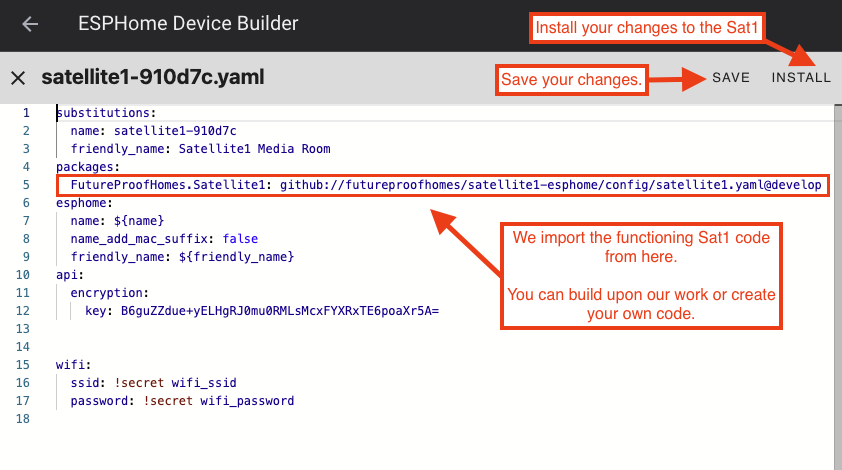 ESPHome Device Builder
Install your changes to the Sat1
satellite1-910d7c.yaml
Save your changes.
SAVE
INSTALL
1 substitutions:
2 name: satellite1-910d7c
3 friendly_name: Satellite1 Media Room
4 packages:
5 FutureProofHomes.Satellite1: github://futureproofhomes/satellite1-esphome/config/satellite1.yaml@develop
6 esphome:
7 name: ${name}
8 name_add_mac_suffix: false
9 friendly_name: ${friendly_name}
10 api:
11 encryption:
12 key: B6guZZdue+yELHgRJ0mu0RMLsMcxFYXRxTE6poaXr5A=
13
14
15 wifi:
16 ssid: !secret wifi_ssid
17 password: !secret wifi_password
18
We import the functioning Sat1 code
from here.
You can build upon our work or create
your own code.